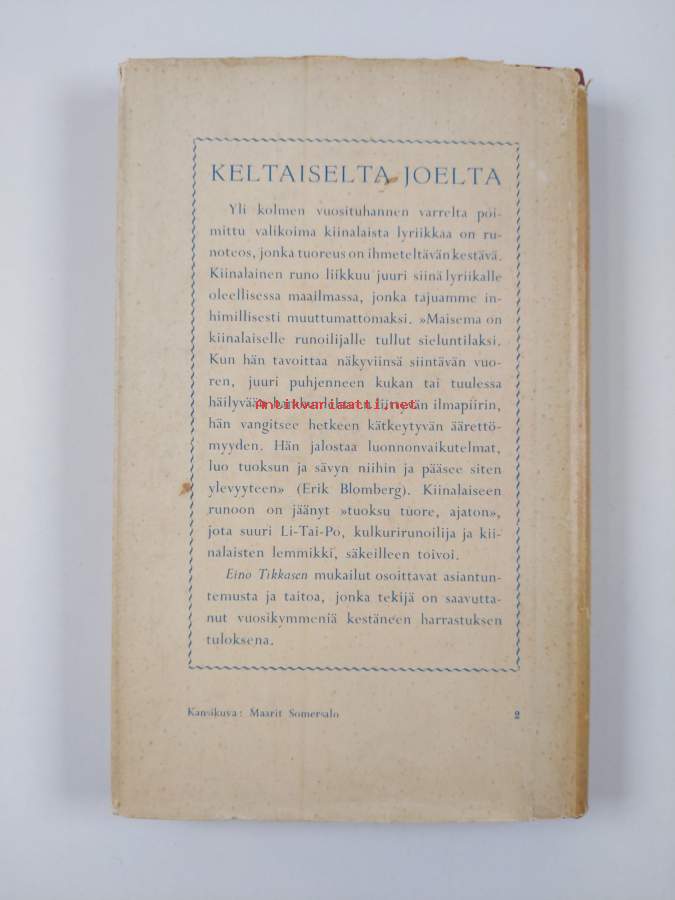 KELTAISELTA JOELTA
Yli kolmen vuosituhannen varrelta poi-
mittu valikoima kiinalaista lyriikkaa on ru-
noteos, jonka tuoreus on ihmeteltävän kestävä.
Kiinalainen runo liikkuu juuri siinä lyriikalle
oleellisessa maailmassa, jonka tajuamme in-
himillisesti muuttumattomaksi. »Maisema on
kiinalaiselle runoilijalle tullut sieluntilaksi.
Kun hän tavoittaa näkyviinsä siintävän vuo-
ren, juuri puhjenneen kukan tai tuulessa
häilyvän ilmapiirin,
Antikvariaatti.net
hän vangitsee hetkeen kätkeytyvän äärettö-
myyden. Hän jalostaa luonnonvaikutelmat,
luo tuoksun ja sävyn niihin ja pääsee siten
ylevyyteen» (Erik Blomberg). Kiinalaiseen
runoon on jäänyt »tuoksu tuore, ajaton»,
jota suuri Li-Tai-Po, kulkurirunoilija ja kii-
nalaisten lemmikki, säkeilleen toivoi.
Eino Tikkasen mukailut osoittavat asiantun-
temusta ja taitoa, jonka tekijä on saavutta-
nut vuosikymmeniä kestäneen harrastuksen
tuloksena.
Kansikuva: Maarit Somersalo 2